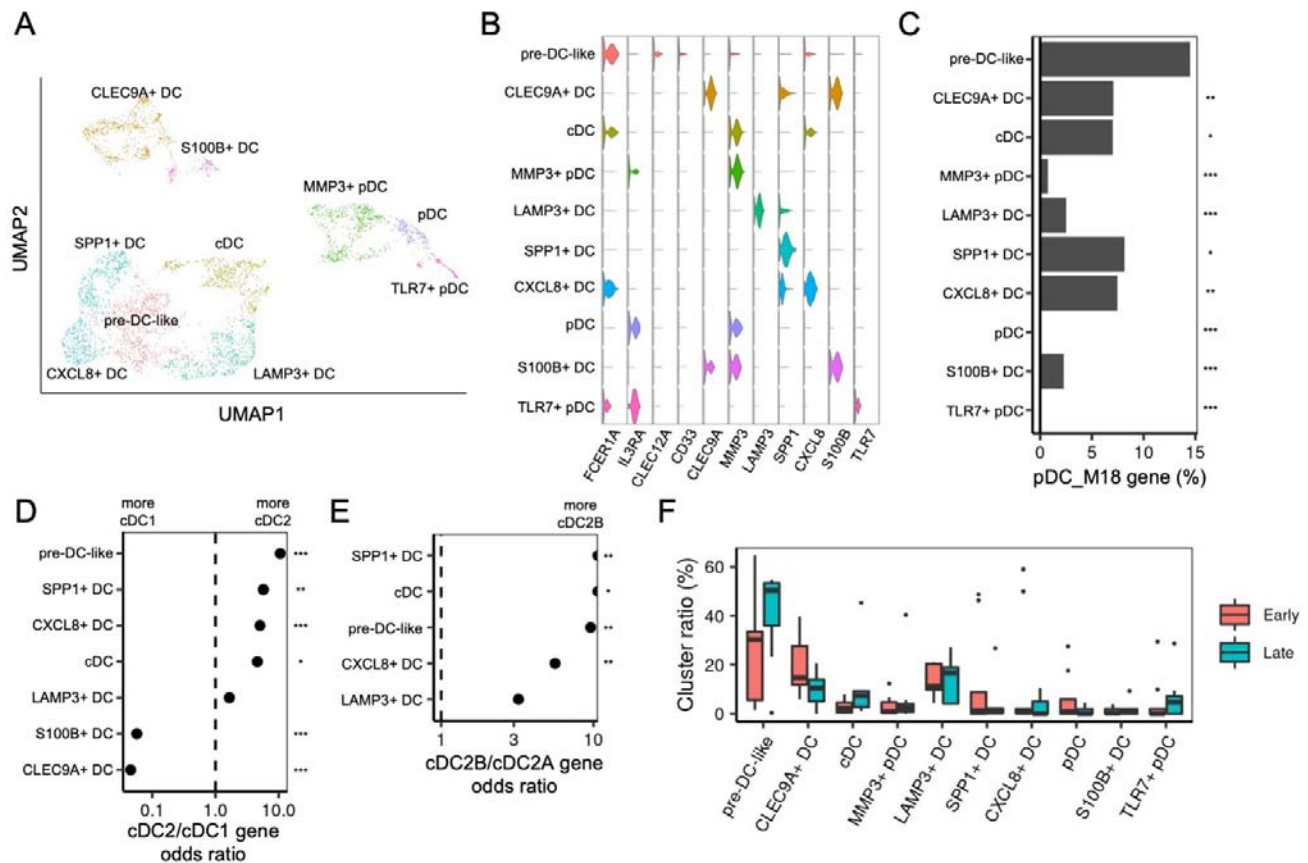 A
CLEC9A+ DC
S100B+ DC
MMP3+ pDC
pDC
TLR7+ pDC
SPP1+ DC
cDC
pre-DC-like
CXCL8+ DC
LAMP3+ DC
UMAP2
UMAP1
B
pre-DC-like
CLEC9A+ DC
cDC
MMP3+ pDC
LAMP3+ DC
SPP1+ DC
CXCL8+ DC
pDC
S100B+ DC
TLR7+ pDC
FCER1A
IL3RA
CLEC12A
CD33
CLEC9A
MMP3
LAMP3
SPP1
CXCL8
S100B
TLR7
C
pre-DC-like
CLEC9A+ DC **
cDC *
MMP3+ pDC ***
LAMP3+ DC ***
SPP1+ DC *
CXCL8+ DC **
pDC ***
S100B+ DC ***
TLR7+ pDC ***
0 5 10 15
pDC_M18 gene (%)
D
more
cDC1
more
cDC2
pre-DC-like ***
SPP1+ DC **
CXCL8+ DC ***
cDC *
LAMP3+ DC
S100B+ DC ***
CLEC9A+ DC ***
0.1 1.0 10.0
cDC2/cDC1 gene
odds ratio
E
more
cDC2B
SPP1+ DC **
cDC *
pre-DC-like **
CXCL8+ DC **
LAMP3+ DC
1 3 10
cDC2B/cDC2A gene
odds ratio
F
Cluster ratio (%)
60
40
20
0
pre-DC-like
CLEC9A+ DC
cDC
MMP3+ pDC
LAMP3+ DC
SPP1+ DC
CXCL8+ DC
pDC
S100B+ DC
TLR7+ pDC
Early
Late